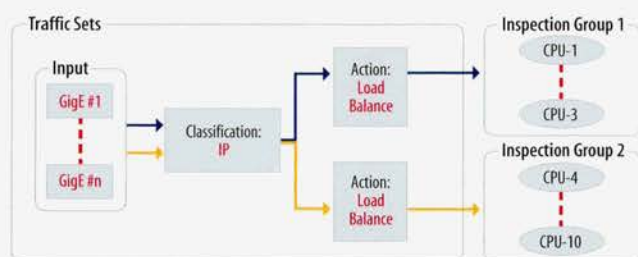 Traffic Sets
Input
GigE #1
GigE #n
Classification:
IP
Action:
Load
Balance
Action:
Load
Balance
Inspection Group 1
CPU-1
CPU-3
Inspection Group 2
CPU-4
CPU-10